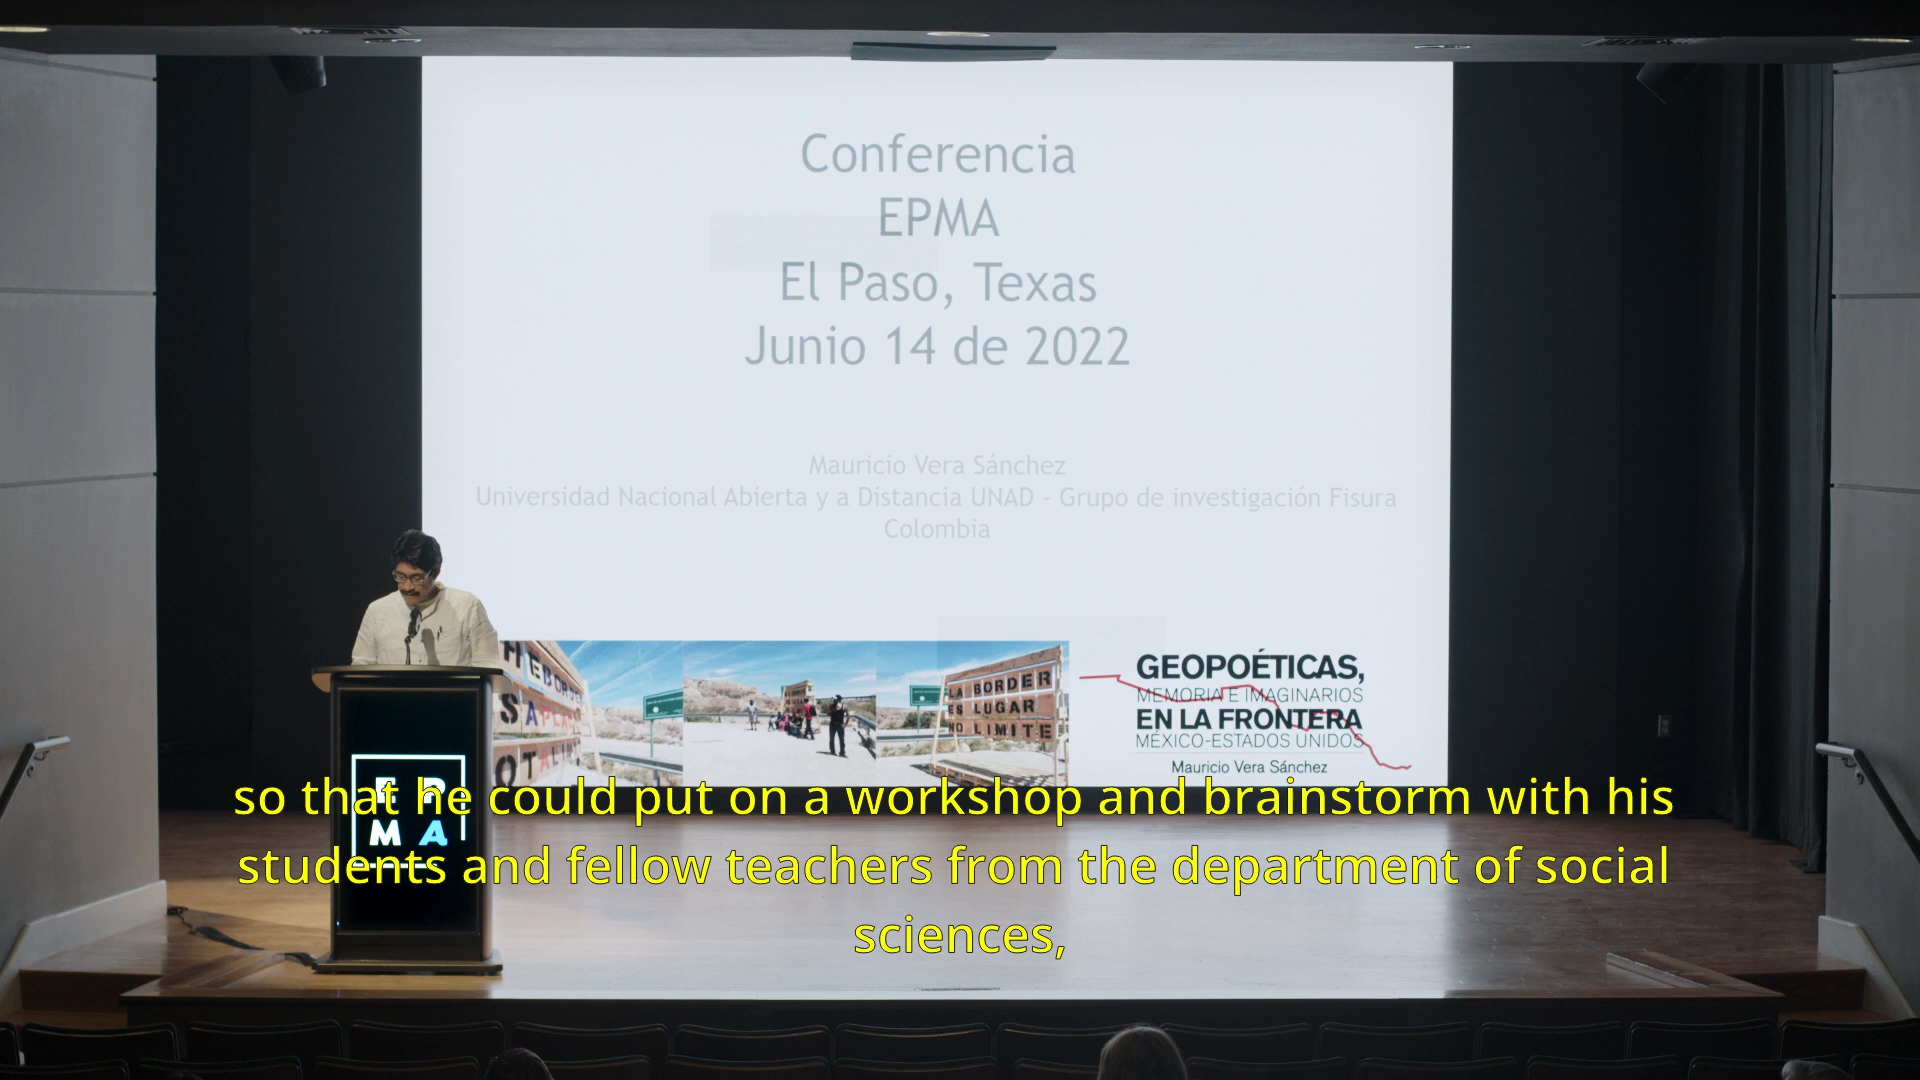 Conferencia
EPMA
El Paso, Texas
Junio 14 de 2022
Mauricio Vera Sánchez
Universidad Nacional Abierta y a Distancia UNAD - Grupo de investigación Fisura
Colombia
LA BORDER
ES LUGAR
NO LIMITE
GEOPOÉTICAS,
MEMORIA E IMAGINARIOS
EN LA FRONTERA
MÉXICO-ESTADOS UNIDOS
Mauricio Vera Sánchez
E P
M A
so that he could put on a workshop and brainstorm with his
students and fellow teachers from the department of social
sciences,